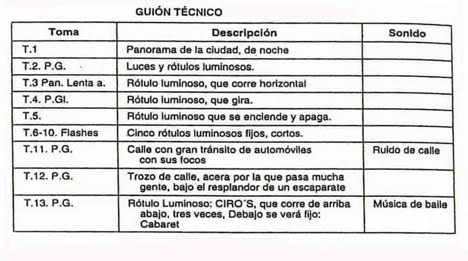 GUIÓN TÉCNICO
Toma Descripción Sonido
T.1 Panorama de la ciudad, de noche
T.2. P.G. Luces y rótulos luminosos.
T.3 Pan. Lenta a. Rótulo luminoso, que corre horizontal
T.4. P.Gl. Rótulo luminoso, que gira.
T.5. Rótulo luminoso que se enciende y apaga.
T.6-10. Flashes Cinco rótulos luminosos fijos, cortos.
T.11. P.G. Calle con gran tránsito de automóviles Ruido de calle
con sus focos
T.12. P.G. Trozo de calle, acera por la que pasa mucha
gente, bajo el resplandor de un escaparate
T.13. P.G. Rótulo Luminoso: CIRO´S, que corre de arriba Música de baile
abajo, tres veces, Debajo se verá fijo:
Cabaret